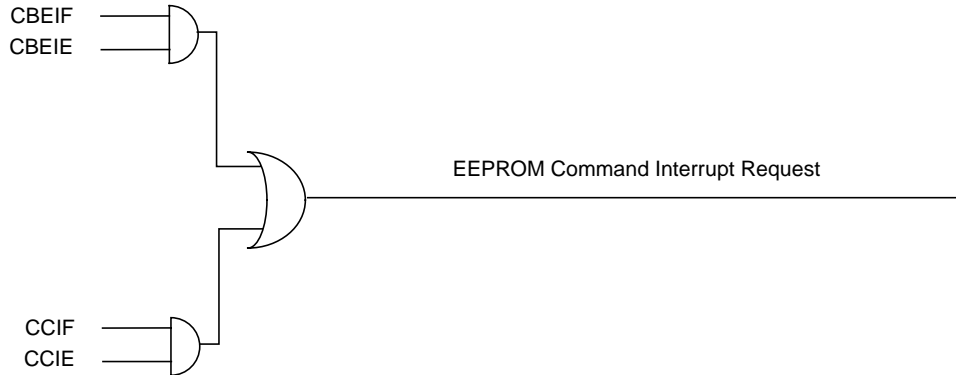 CBEIF
CBEIE
EEPROM Command Interrupt Request
CCIF
CCIE